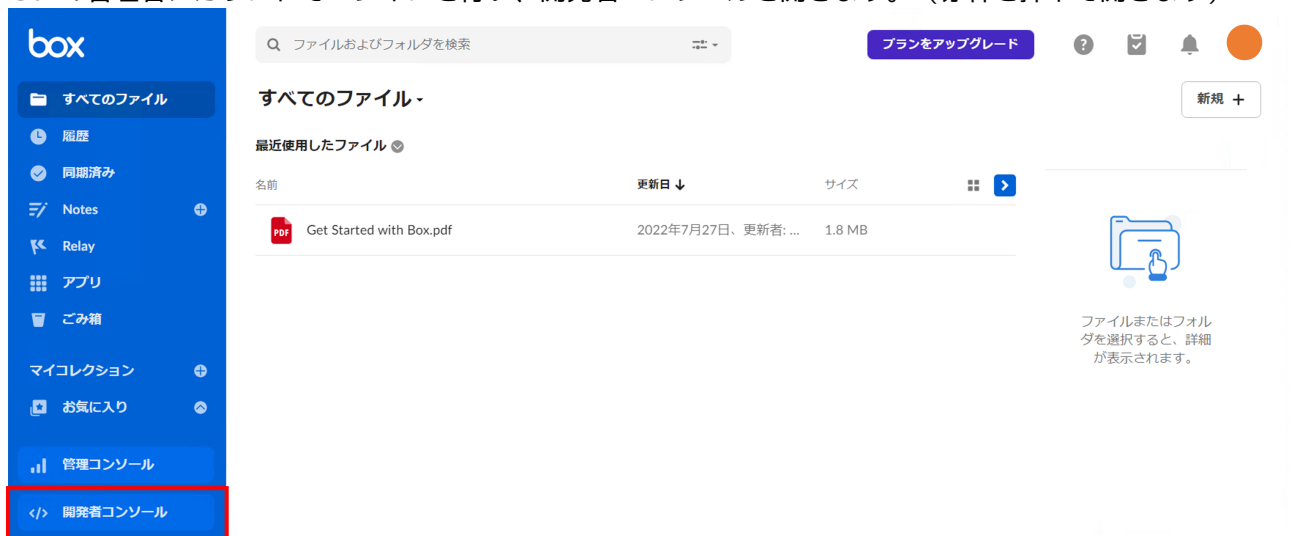 box
ファイルおよびフォルダを検索
プランをアップグレード
すべてのファイル
履歴
同期済み
Notes
Relay
アプリ
ごみ箱
マイコレクション
お気に入り
管理コンソール
</> 開発者コンソール
すべてのファイル
新規 +
最近使用したファイル
名前 更新日 ↓ サイズ
PDF Get Started with Box.pdf 2022年7月27日、更新者: ... 1.8 MB
ファイルまたはフォル
ダを選択すると、詳細
が表示されます。